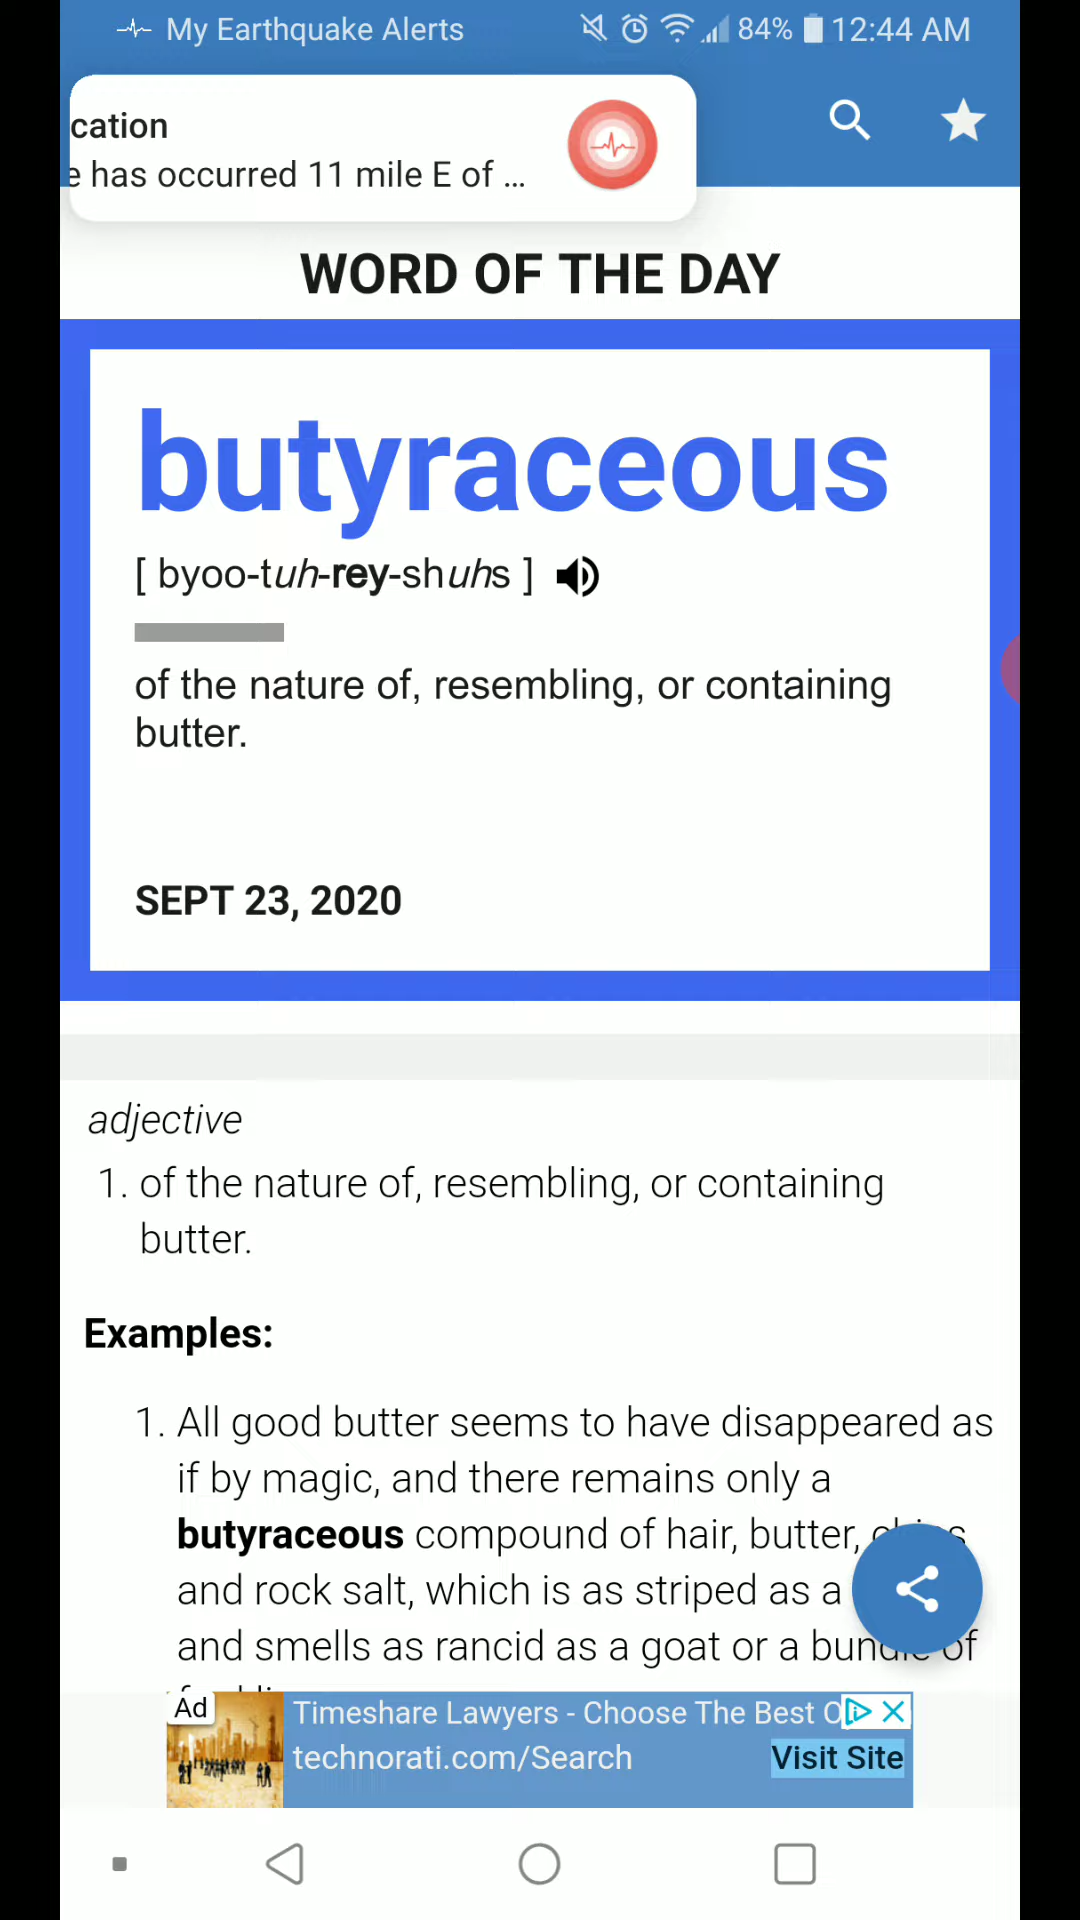 My Earthquake Alerts 84% 12:44 AM
cation
e has occurred 11 mile E of ...
WORD OF THE DAY
butyraceous
[ byoo-tuh-rey-shuhs ]
of the nature of, resembling, or containing
butter.
SEPT 23, 2020
adjective
1. of the nature of, resembling, or containing
butter.
Examples:
1. All good butter seems to have disappeared as
if by magic, and there remains only a
butyraceous compound of hair, butter,
and rock salt, which is as striped as a
and smells as rancid as a goat or a bundle of
Ad
Timeshare Lawyers - Choose The Best
technorati.com/Search
Visit Site